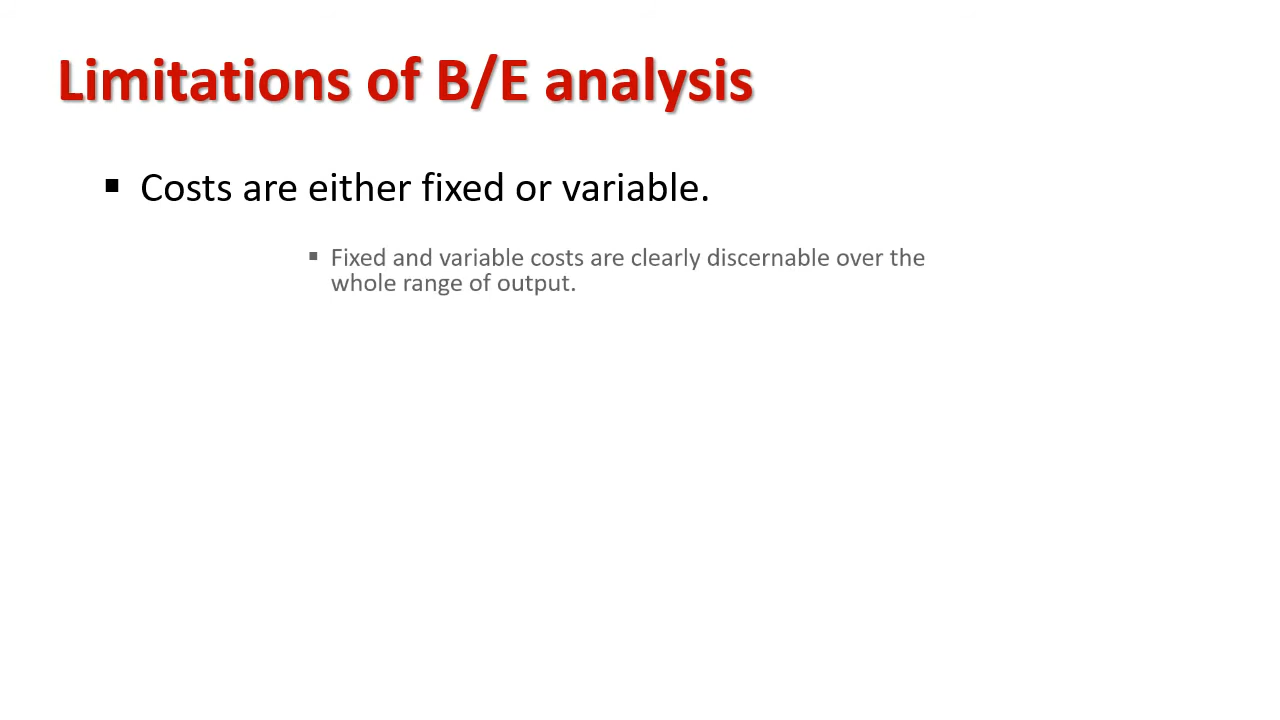 Limitations of B/E analysis
▪ Costs are either fixed or variable.
▪ Fixed and variable costs are clearly discernable over the
whole range of output.